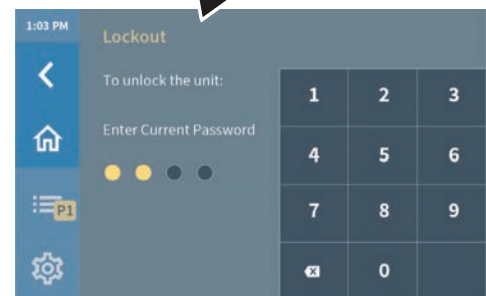 1:03 PM
Lockout
To unlock the unit:
Enter Current Password
P1
1 2 3
4 5 6
7 8 9
0